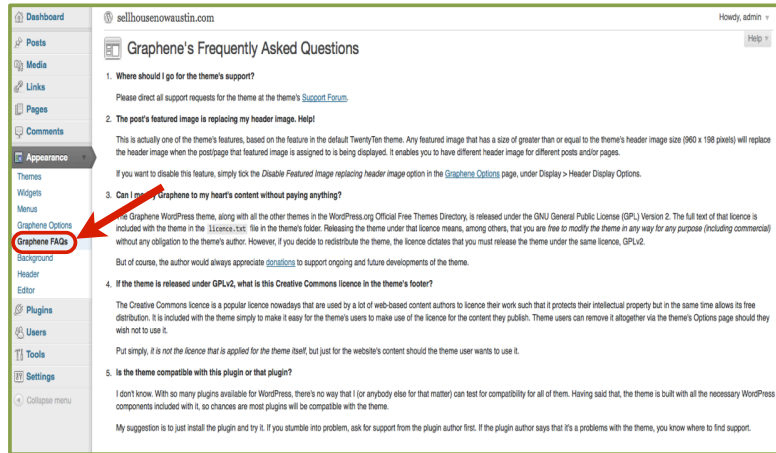 Dashboard
Posts
Media
Links
Pages
Comments
Appearance
Themes
Widgets
Menus
Graphene Options
Graphene FAQs
Background
Header
Editor
Plugins
Users
Tools
Settings
Collapse menu
sellhousenowaustin.com
Howdy, admin
Help
Graphene's Frequently Asked Questions
1. Where should I go for the theme's support?
Please direct all support requests for the theme at the theme's Support Forum.
2. The post's featured image is replacing my header image. Help!
This is actually one of the theme's features, based on the feature in the default TwentyTen theme. Any featured image that has a size of greater than or equal to the theme's header image size (960 x 198 pixels) will replace
the header image when the post/page that featured image is assigned to is being displayed. It enables you to have different header image for different posts and/or pages.
If you want to disable this feature, simply tick the Disable Featured Image replacing header image option in the Graphene Options page, under Display > Header Display Options.
3. Can I Graphene to my heart's content without paying anything?
The Graphene WordPress theme, along with all the other themes in the WordPress.org Official Free Themes Directory, is released under the GNU General Public License (GPL) Version 2. The full text of that licence is
included with the theme in the licence.txt file in the theme's folder. Releasing the theme under that licence means, among others, that you are free to modify the theme in any way for any purpose (including commercial)
without any obligation to the theme's author. However, if you decide to redistribute the theme, the licence dictates that you must release the theme under the same licence, GPLv2.
But of course, the author would always appreciate donations to support ongoing and future developments of the theme.
4. If the theme is released under GPLv2, what is this Creative Commons licence in the theme's footer?
The Creative Commons licence is a popular licence nowadays that are used by a lot of web-based content authors to licence their work such that it protects their intellectual property but in the same time allows its free
distribution. It is included with the theme simply to make it easy for the theme's users to make use of the licence for the content they publish. Theme users can remove it altogether via the theme's Options page should they
wish not to use it.
Put simply, it is not the licence that is applied for the theme itself, but just for the website's content should the theme user wants to use it.
5. Is the theme compatible with this plugin or that plugin?
I don't know. With so many plugins available for WordPress, there's no way that I (or anybody else for that matter) can test for compatibility for all of them. Having said that, the theme is built with all the necessary WordPress
components included with it, so chances are most plugins will be compatible with the theme.
My suggestion is to just install the plugin and try it. If you stumble into problem, ask for support from the plugin author first. If the plugin author says that it's a problems with the theme, you know where to find support.